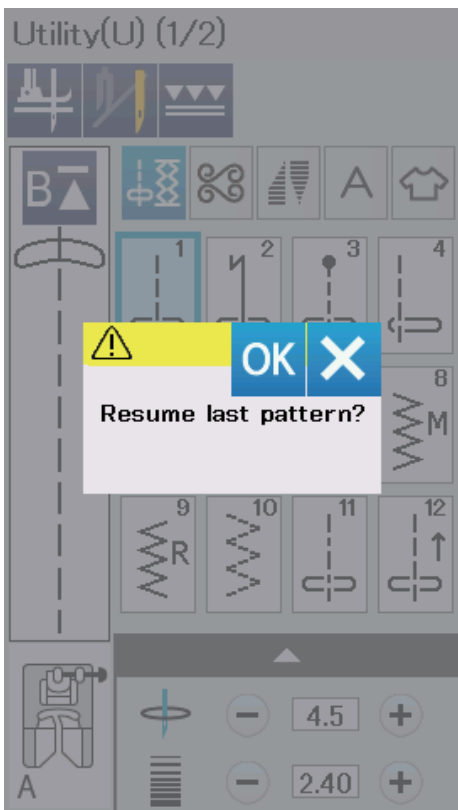 Utility(U) (1/2)
B
A
1
2
3
4
OK
Resume last pattern?
8
M
9
R
10
11
12
4.5
2.40
A